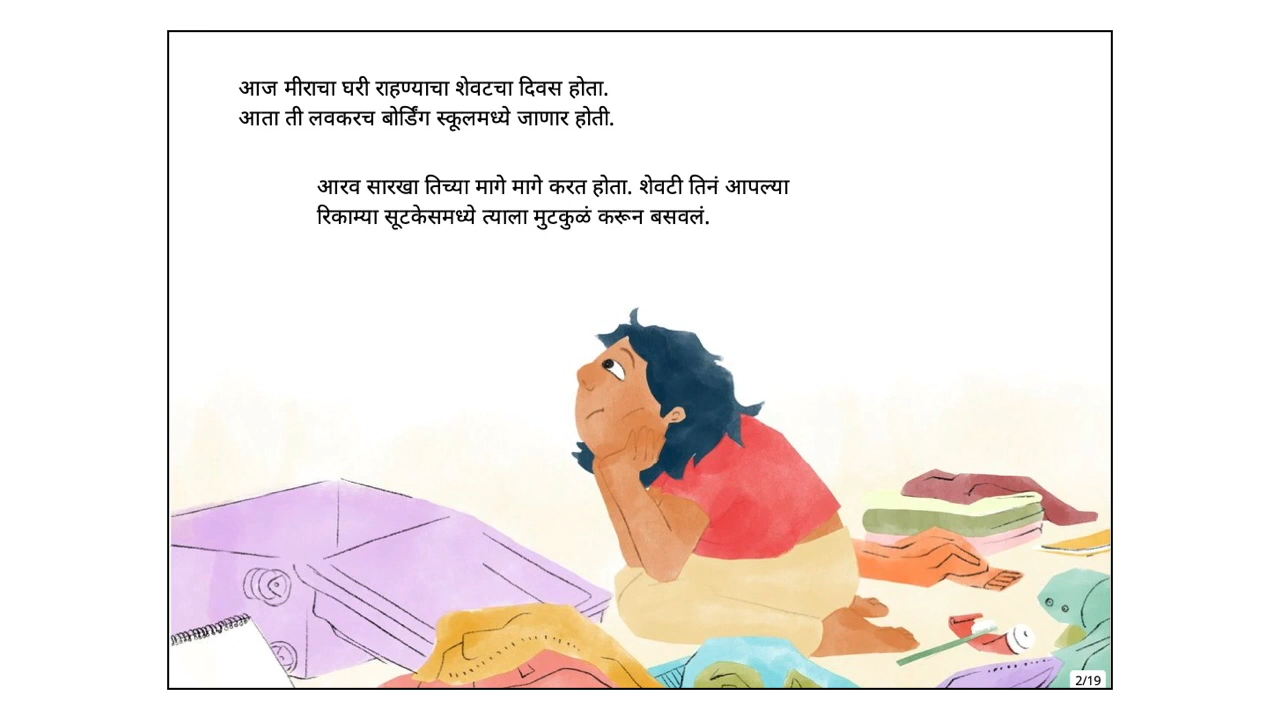 आज मीराचा घरी राहण्याचा शेवटचा दिवस होता.
आता ती लवकरच बोर्डिंग स्कूलमध्ये जाणार होती.
आरव सारखा तिच्या मागे मागे करत होता. शेवटी तिनं आपल्या
रिकाम्या सूटकेसमध्ये त्याला मुटकुळं करून बसवलं.
2/19